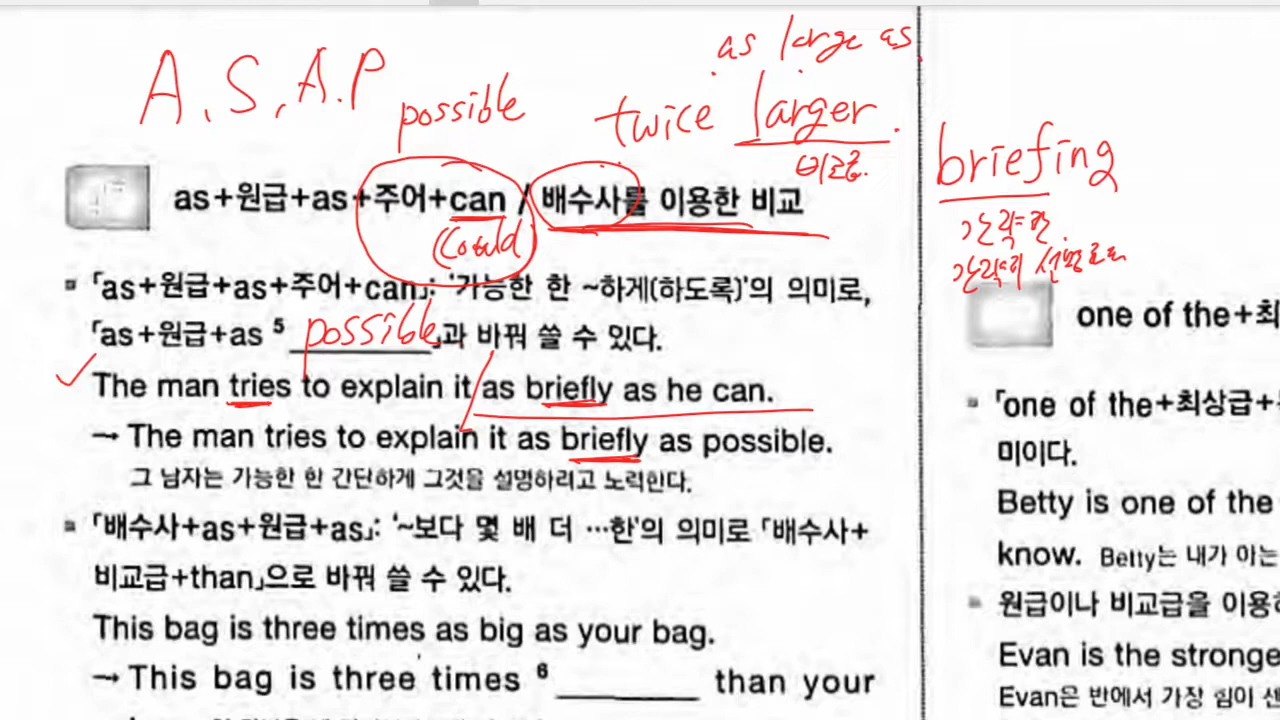 A.S.A.P
possible
as large as
twice larger.
비교급.
as+원급+as+주어+can / 배수사를 이용한 비교
(could)
「as+원급+as+주어+can」: '가능한 한 ~하게(하도록)'의 의미로,
「as+원급+as 5 possible」과 바꿔 쓸 수 있다.
The man tries to explain it as briefly as he can.
→ The man tries to explain it as briefly as possible.
그 남자는 가능한 한 간단하게 그것을 설명하려고 노력한다.
「배수사+as+원급+as」: '~보다 몇 배 더 …한'의 의미로 「배수사+
비교급+than」으로 바꿔 쓸 수 있다.
This bag is three times as big as your bag.
→ This bag is three times 6 ________ than your
briefing
간략한.
간략히
one of the+최
「one of the+최상급+
미이다.
Betty is one of the
know. Betty는 내가 아는
원급이나 비교급을 이용하
Evan is the stronge
Evan은 반에서 가장 힘이 센